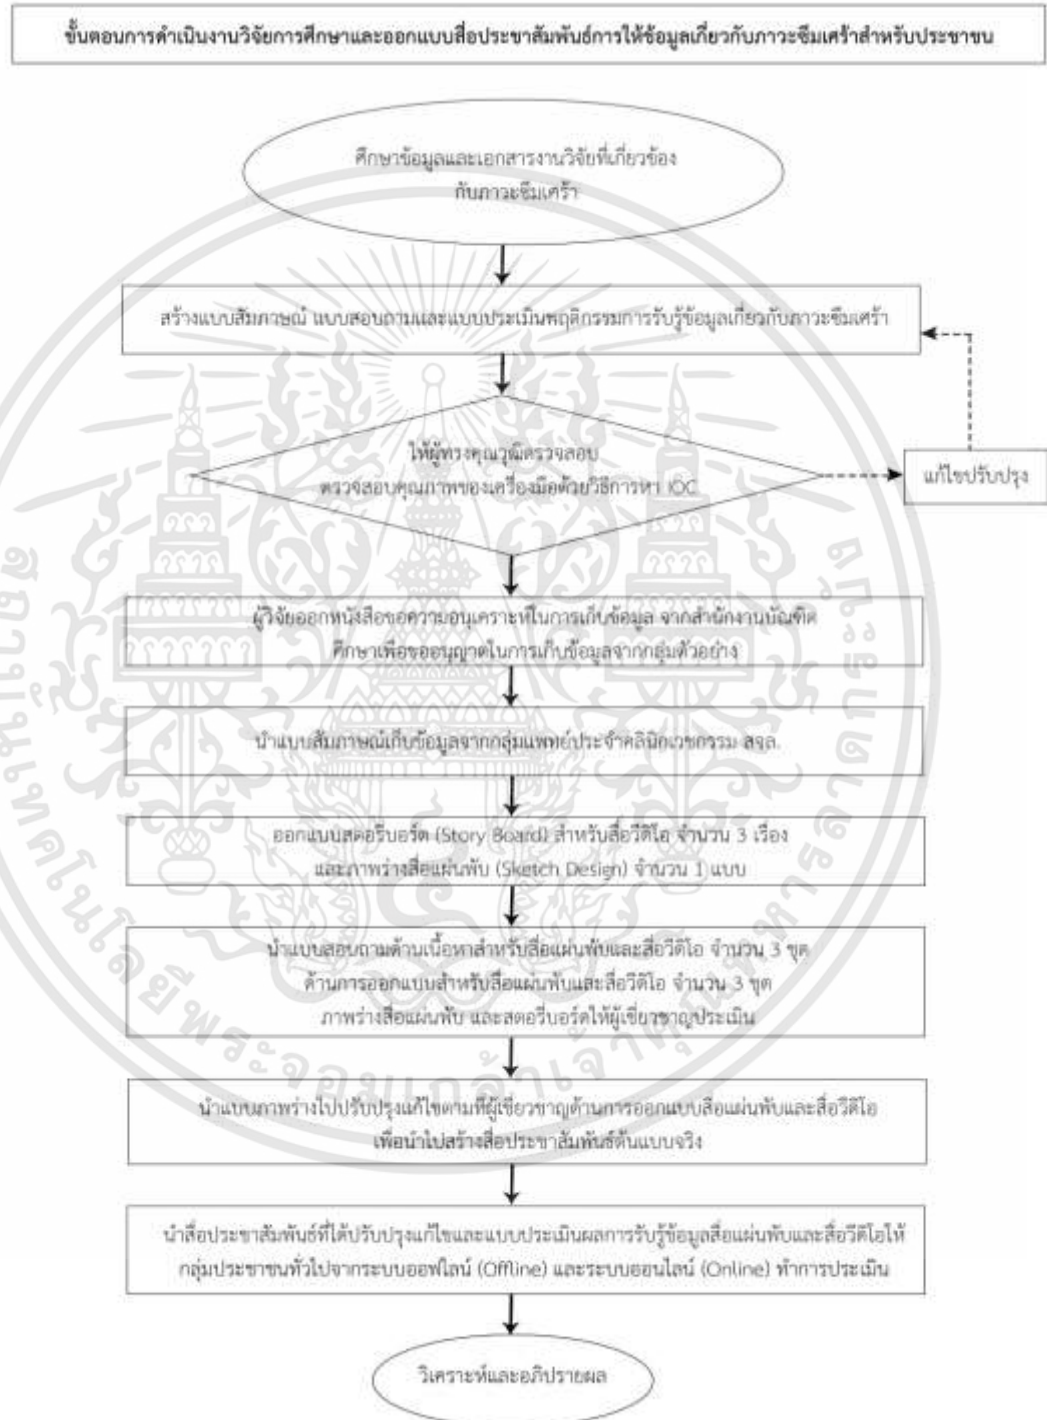 ขั้นตอนการดำเนินงานวิจัยการศึกษาและออกแบบสื่อประชาสัมพันธ์การให้ข้อมูลเกี่ยวกับภาวะซึมเศร้าสำหรับประชาชน
ศึกษาข้อมูลและเอกสารงานวิจัยที่เกี่ยวข้อง
กับภาวะซึมเศร้า
สร้างแบบสัมภาษณ์ แบบสอบถามและแบบประเมินพฤติกรรมการรับรู้ข้อมูลเกี่ยวกับภาวะซึมเศร้า
ให้ผู้ทรงคุณวุฒิตรวจสอบ
ตรวจสอบคุณภาพของเครื่องมือด้วยวิธีการหา IOC
แก้ไขปรับปรุง
ผู้วิจัยออกหนังสือขอความอนุเคราะห์ในการเก็บข้อมูล จากสำนักงานบัณฑิต
ศึกษาเพื่อขออนุญาตในการเก็บข้อมูลจากกลุ่มตัวอย่าง
นำแบบสัมภาษณ์เก็บข้อมูลจากกลุ่มแพทย์ประจำคลินิกเวชกรรม สจล.
ออกแบบสตอรีบอร์ด (Story Board) สำหรับสื่อวีดิโอ จำนวน 3 เรื่อง
และภาพร่างสื่อแผ่นพับ (Sketch Design) จำนวน 1 แบบ
นำแบบสอบถามด้านเนื้อหาสำหรับสื่อแผ่นพับและสื่อวีดิโอ จำนวน 3 ชุด
ด้านการออกแบบสำหรับสื่อแผ่นพับและสื่อวีดิโอ จำนวน 3 ชุด
ภาพร่างสื่อแผ่นพับ และสตอรี่บอร์ดให้ผู้เชี่ยวชาญประเมิน
นำแบบภาพร่างไปปรับปรุงแก้ไขตามที่ผู้เชี่ยวชาญด้านการออกแบบสื่อแผ่นพับและสื่อวีดิโอ
เพื่อนำไปสร้างสื่อประชาสัมพันธ์ต้นแบบจริง
นำสื่อประชาสัมพันธ์ที่ได้ปรับปรุงแก้ไขและแบบประเมินผลการรับรู้ข้อมูลสื่อแผ่นพับและสื่อวีดิโอให้
กลุ่มประชาชนทั่วไปจากระบบออฟไลน์ (Offline) และระบบออนไลน์ (Online) ทำการประเมิน
วิเคราะห์และอภิปรายผล
สถาบันเทคโนโลยีพระจอมเกล้าเจ้าคุณทหารลาดกระบัง